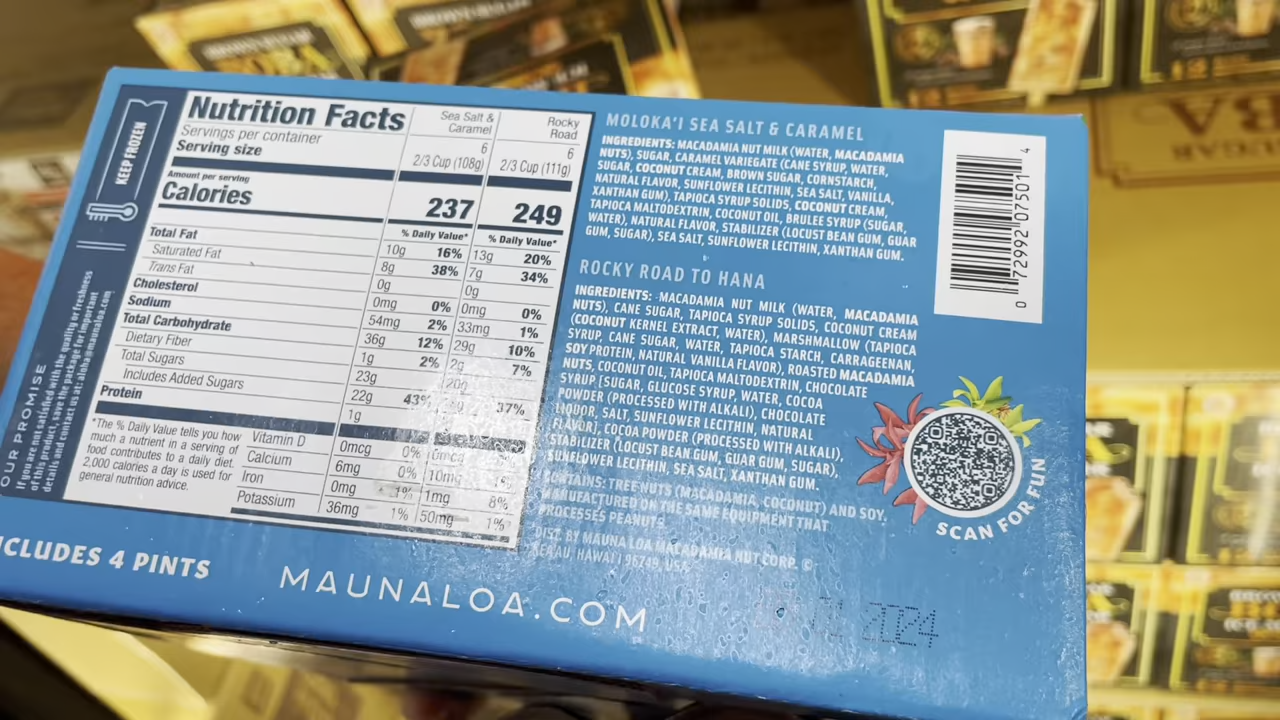 KEEP FROZEN
OUR PROMISE
If you are not satisfied with the quality or freshness
of this product, save the package for important
details and contact us at: aloha@maunaloa.com
Nutrition Facts
Sea Salt & Caramel
Rocky Road
Servings per container 6 6
Serving size 2/3 Cup (108g) 2/3 Cup (111g)
Amount per serving
Calories 237 249
% Daily Value* % Daily Value*
Total Fat 10g 16% 13g 20%
Saturated Fat 8g 38% 7g 34%
Trans Fat 0g 0g
Cholesterol 0mg 0% 0mg 0%
Sodium 54mg 2% 33mg 1%
Total Carbohydrate 36g 12% 29g 10%
Dietary Fiber 1g 2% 2g 7%
Total Sugars 23g 20g
Includes Added Sugars 22g 43% 37%
Protein 1g
Vitamin D 0mcg 0% 0mcg
Calcium 6mg 0% 10mg
Iron 0mg 1% 1mg 8%
Potassium 36mg 1% 50mg 1%
*The % Daily Value tells you how
much a nutrient in a serving of
food contributes to a daily diet.
2,000 calories a day is used for
general nutrition advice.
INCLUDES 4 PINTS
MAUNALOA.COM
MOLOKA'I SEA SALT & CARAMEL
INGREDIENTS: MACADAMIA NUT MILK (WATER, MACADAMIA
NUTS), SUGAR, CARAMEL VARIEGATE (CANE SYRUP, WATER,
SUGAR, COCONUT CREAM, BROWN SUGAR, CORNSTARCH,
NATURAL FLAVOR, SUNFLOWER LECITHIN, SEA SALT, VANILLA,
XANTHAN GUM), TAPIOCA SYRUP SOLIDS, COCONUT CREAM,
TAPIOCA MALTODEXTRIN, COCONUT OIL, BRULEE SYRUP (SUGAR,
WATER), NATURAL FLAVOR, STABILIZER (LOCUST BEAN GUM, GUAR
GUM, SUGAR), SEA SALT, SUNFLOWER LECITHIN, XANTHAN GUM.
ROCKY ROAD TO HANA
INGREDIENTS: MACADAMIA NUT MILK (WATER, MACADAMIA
NUTS), CANE SUGAR, TAPIOCA SYRUP SOLIDS, COCONUT CREAM
(COCONUT KERNEL EXTRACT, WATER), MARSHMALLOW (TAPIOCA
SYRUP, CANE SUGAR, WATER, TAPIOCA STARCH, CARRAGEENAN,
SOY PROTEIN, NATURAL VANILLA FLAVOR), ROASTED MACADAMIA
NUTS, COCONUT OIL, TAPIOCA MALTODEXTRIN, CHOCOLATE
SYRUP [SUGAR, GLUCOSE SYRUP, WATER, COCOA
POWDER (PROCESSED WITH ALKALI), CHOCOLATE
LIQUOR, SALT, SUNFLOWER LECITHIN, NATURAL
FLAVOR], COCOA POWDER (PROCESSED WITH ALKALI),
STABILIZER (LOCUST BEAN GUM, GUAR GUM, SUGAR),
SUNFLOWER LECITHIN, SEA SALT, XANTHAN GUM.
CONTAINS: TREE NUTS (MACADAMIA, COCONUT) AND SOY.
MANUFACTURED ON THE SAME EQUIPMENT THAT
PROCESSES PEANUTS.
DIST. BY MAUNA LOA MACADAMIA NUT CORP. ©
KEAAU, HAWAI'I 96749, USA
0 72992 07501 4
SCAN FOR FUN
2024